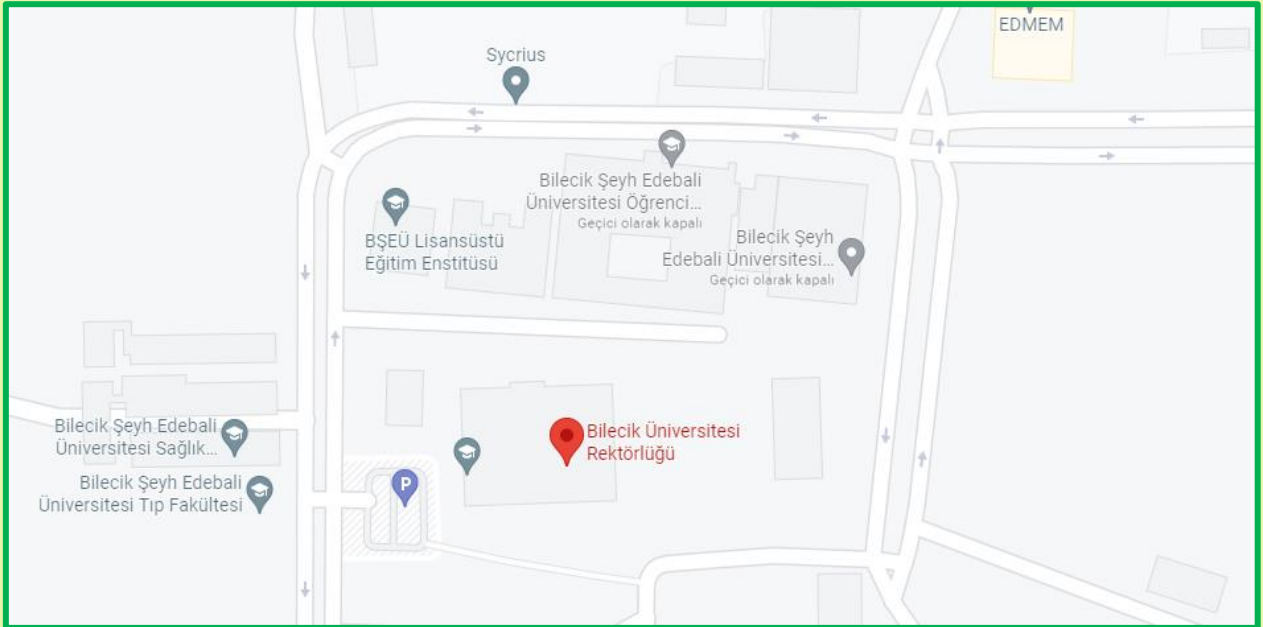 EDMEM
Sycrius
Bilecik Şeyh Edebali
Üniversitesi Öğrenci...
Geçici olarak kapalı
BŞEÜ Lisansüstü
Eğitim Enstitüsü
Bilecik Şeyh
Edebali Üniversitesi...
Geçici olarak kapalı
Bilecik Şeyh Edebali
Üniversitesi Sağlık...
Bilecik Üniversitesi
Rektörlüğü
Bilecik Şeyh Edebali
Üniversitesi Tıp Fakültesi
P